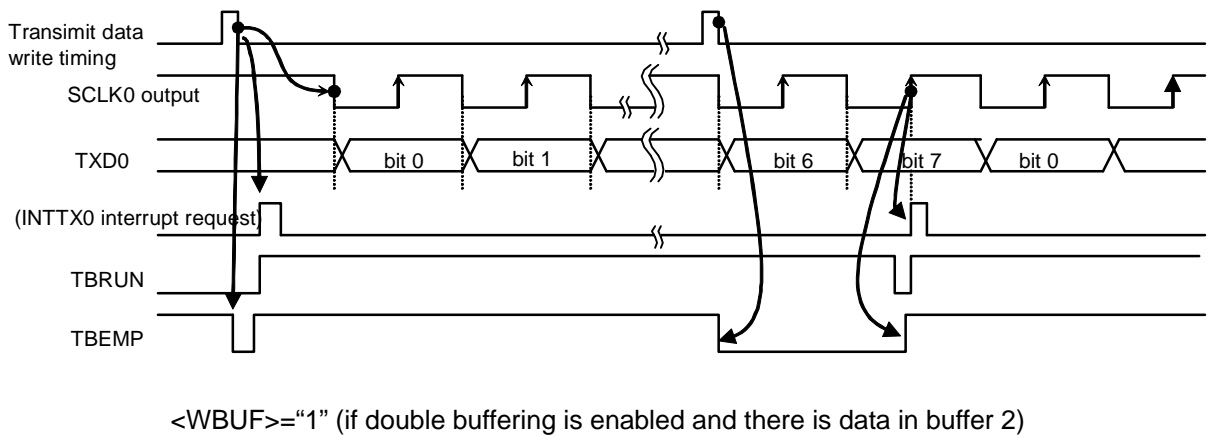 Transimit data
write timing
SCLK0 output
TXD0
bit 0
bit 1
bit 6
bit 7
bit 0
(INTTX0 interrupt request)
TBRUN
TBEMP
<WBUF>=“1” (if double buffering is enabled and there is data in buffer 2)